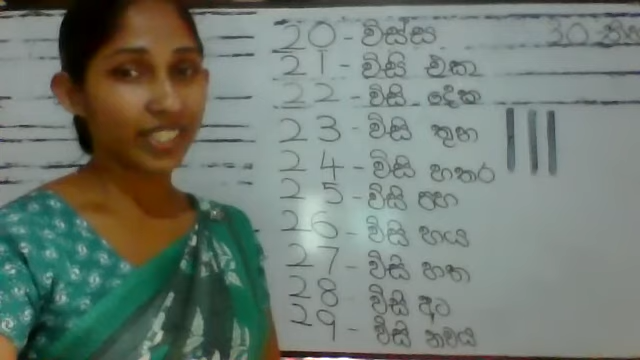 20 - විස්ස
21 - විසි එක
22 - විසි දෙක
23 - විසි තුන
24 - විසි හතර
25 - විසි පහ
26 - විසි හය
27 - විසි හත
28 - විසි අට
29 - විසි නවය
30